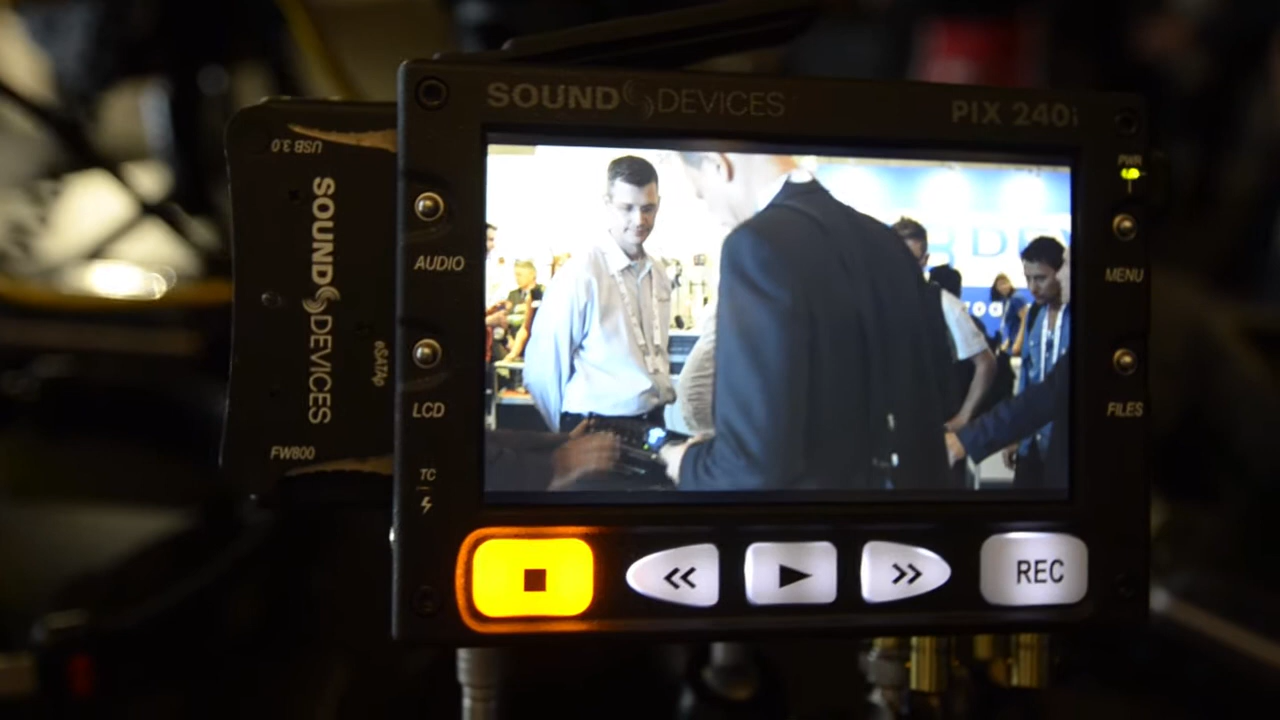 SOUND DEVICES
PIX 240i
USB 3.0
SOUND DEVICES
eSATAp
FW800
AUDIO
LCD
TC
PWR
MENU
FILES
REC